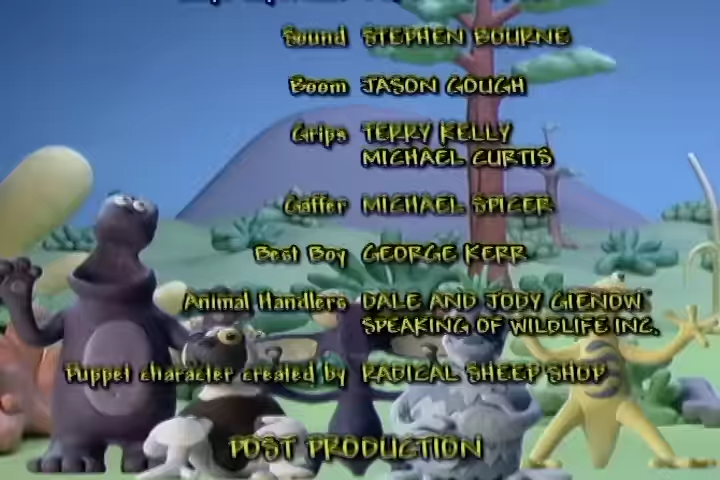 Sound STEPHEN BOURNE
Boom JASON GOUGH
Grips TERRY KELLY
MICHAEL CURTIS
Gaffer MICHAEL SPICER
Best Boy GEORGE KERR
Animal Handlers DALE AND JODY GIENOW
SPEAKING OF WILDLIFE INC.
Puppet character created by RADICAL SHEEP SHOP
POST PRODUCTION